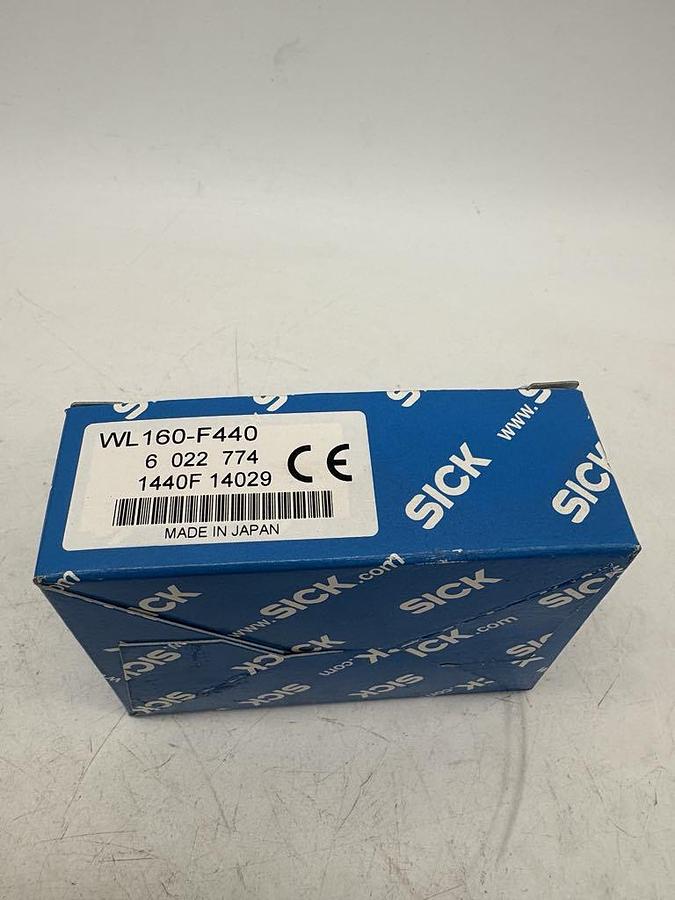 WL160-F440
6 022 774
1440F 14029
CE
MADE IN JAPAN
SICK
www.
SICK
www.SICK.com
SICK
SICK
SICK
SICK.com